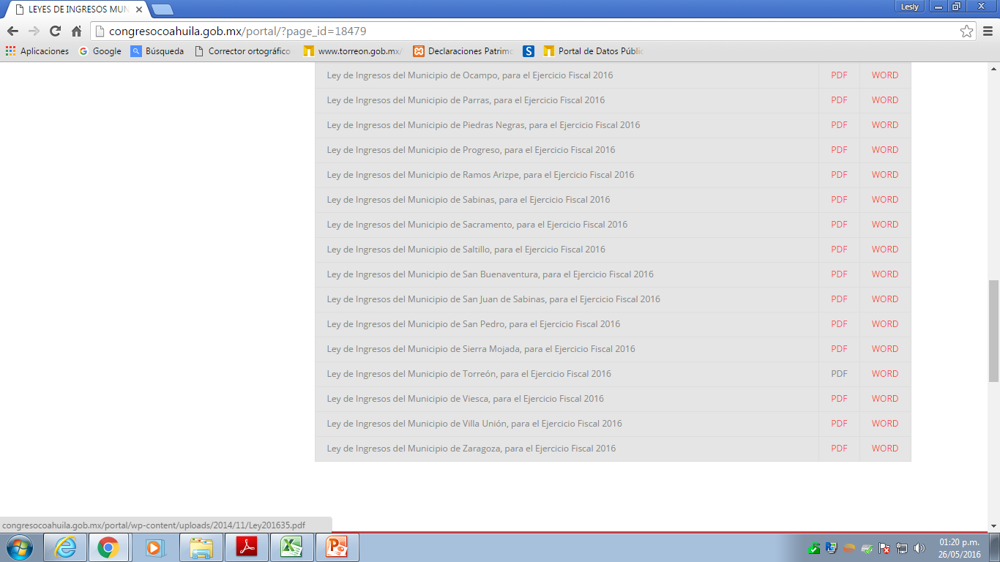 LEYES DE INGRESOS MUN
Lesly
congresocoahuila.gob.mx/portal/?page_id=18479
Aplicaciones Google Búsqueda Corrector ortográfico www.torreon.gob.mx/ Declaraciones Patrim Portal de Datos Públic
Ley de Ingresos del Municipio de Ocampo, para el Ejercicio Fiscal 2016 PDF WORD
Ley de Ingresos del Municipio de Parras, para el Ejercicio Fiscal 2016 PDF WORD
Ley de Ingresos del Municipio de Piedras Negras, para el Ejercicio Fiscal 2016 PDF WORD
Ley de Ingresos del Municipio de Progreso, para el Ejercicio Fiscal 2016 PDF WORD
Ley de Ingresos del Municipio de Ramos Arizpe, para el Ejercicio Fiscal 2016 PDF WORD
Ley de Ingresos del Municipio de Sabinas, para el Ejercicio Fiscal 2016 PDF WORD
Ley de Ingresos del Municipio de Sacramento, para el Ejercicio Fiscal 2016 PDF WORD
Ley de Ingresos del Municipio de Saltillo, para el Ejercicio Fiscal 2016 PDF WORD
Ley de Ingresos del Municipio de San Buenaventura, para el Ejercicio Fiscal 2016 PDF WORD
Ley de Ingresos del Municipio de San Juan de Sabinas, para el Ejercicio Fiscal 2016 PDF WORD
Ley de Ingresos del Municipio de San Pedro, para el Ejercicio Fiscal 2016 PDF WORD
Ley de Ingresos del Municipio de Sierra Mojada, para el Ejercicio Fiscal 2016 PDF WORD
Ley de Ingresos del Municipio de Torreón, para el Ejercicio Fiscal 2016 PDF WORD
Ley de Ingresos del Municipio de Viesca, para el Ejercicio Fiscal 2016 PDF WORD
Ley de Ingresos del Municipio de Villa Unión, para el Ejercicio Fiscal 2016 PDF WORD
Ley de Ingresos del Municipio de Zaragoza, para el Ejercicio Fiscal 2016 PDF WORD
congresocoahuila.gob.mx/portal/wp-content/uploads/2014/11/Ley201635.pdf
01:20 p.m.
26/05/2016